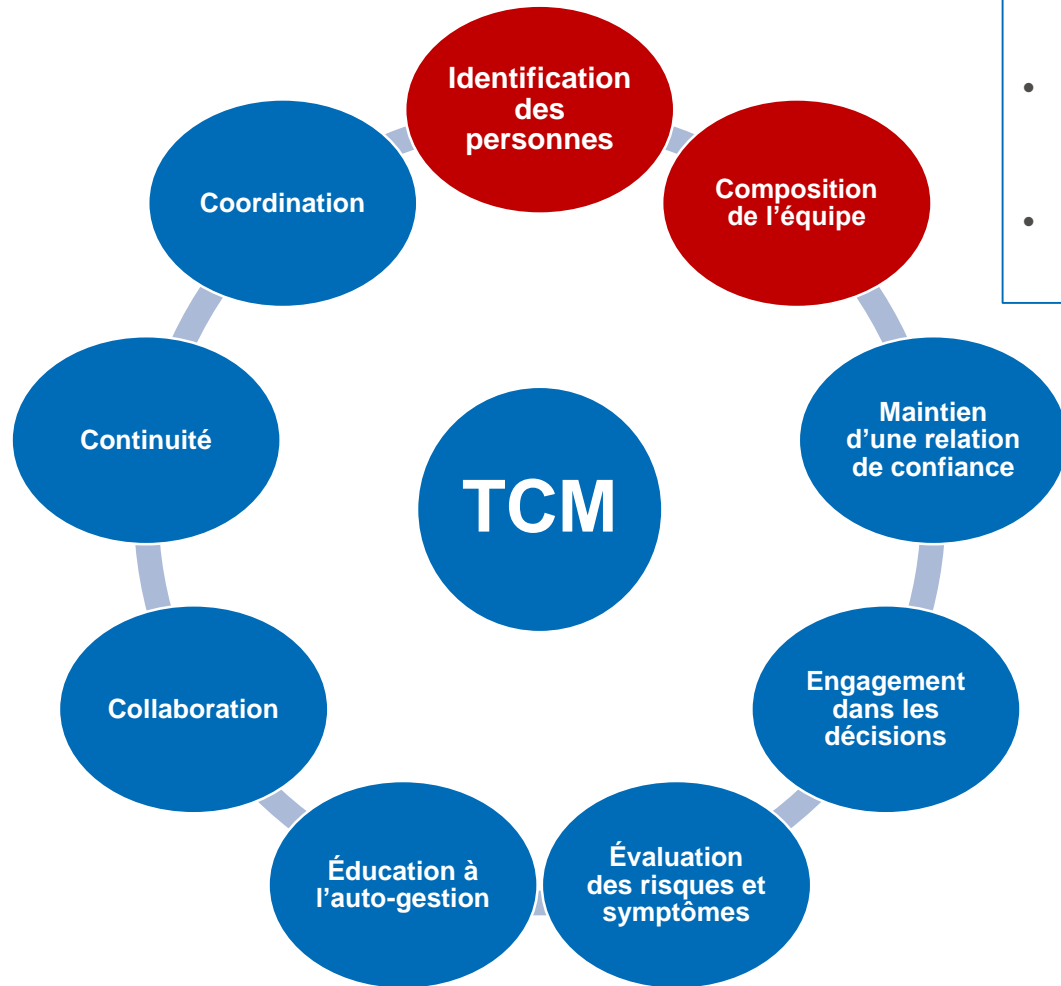 Identification
des
personnes
Composition
de l’équipe
Maintien
d’une relation
de confiance
Engagement
dans les
décisions
Évaluation
des risques et
symptômes
Éducation à
l’auto-gestion
Collaboration
Continuité
Coordination
TCM